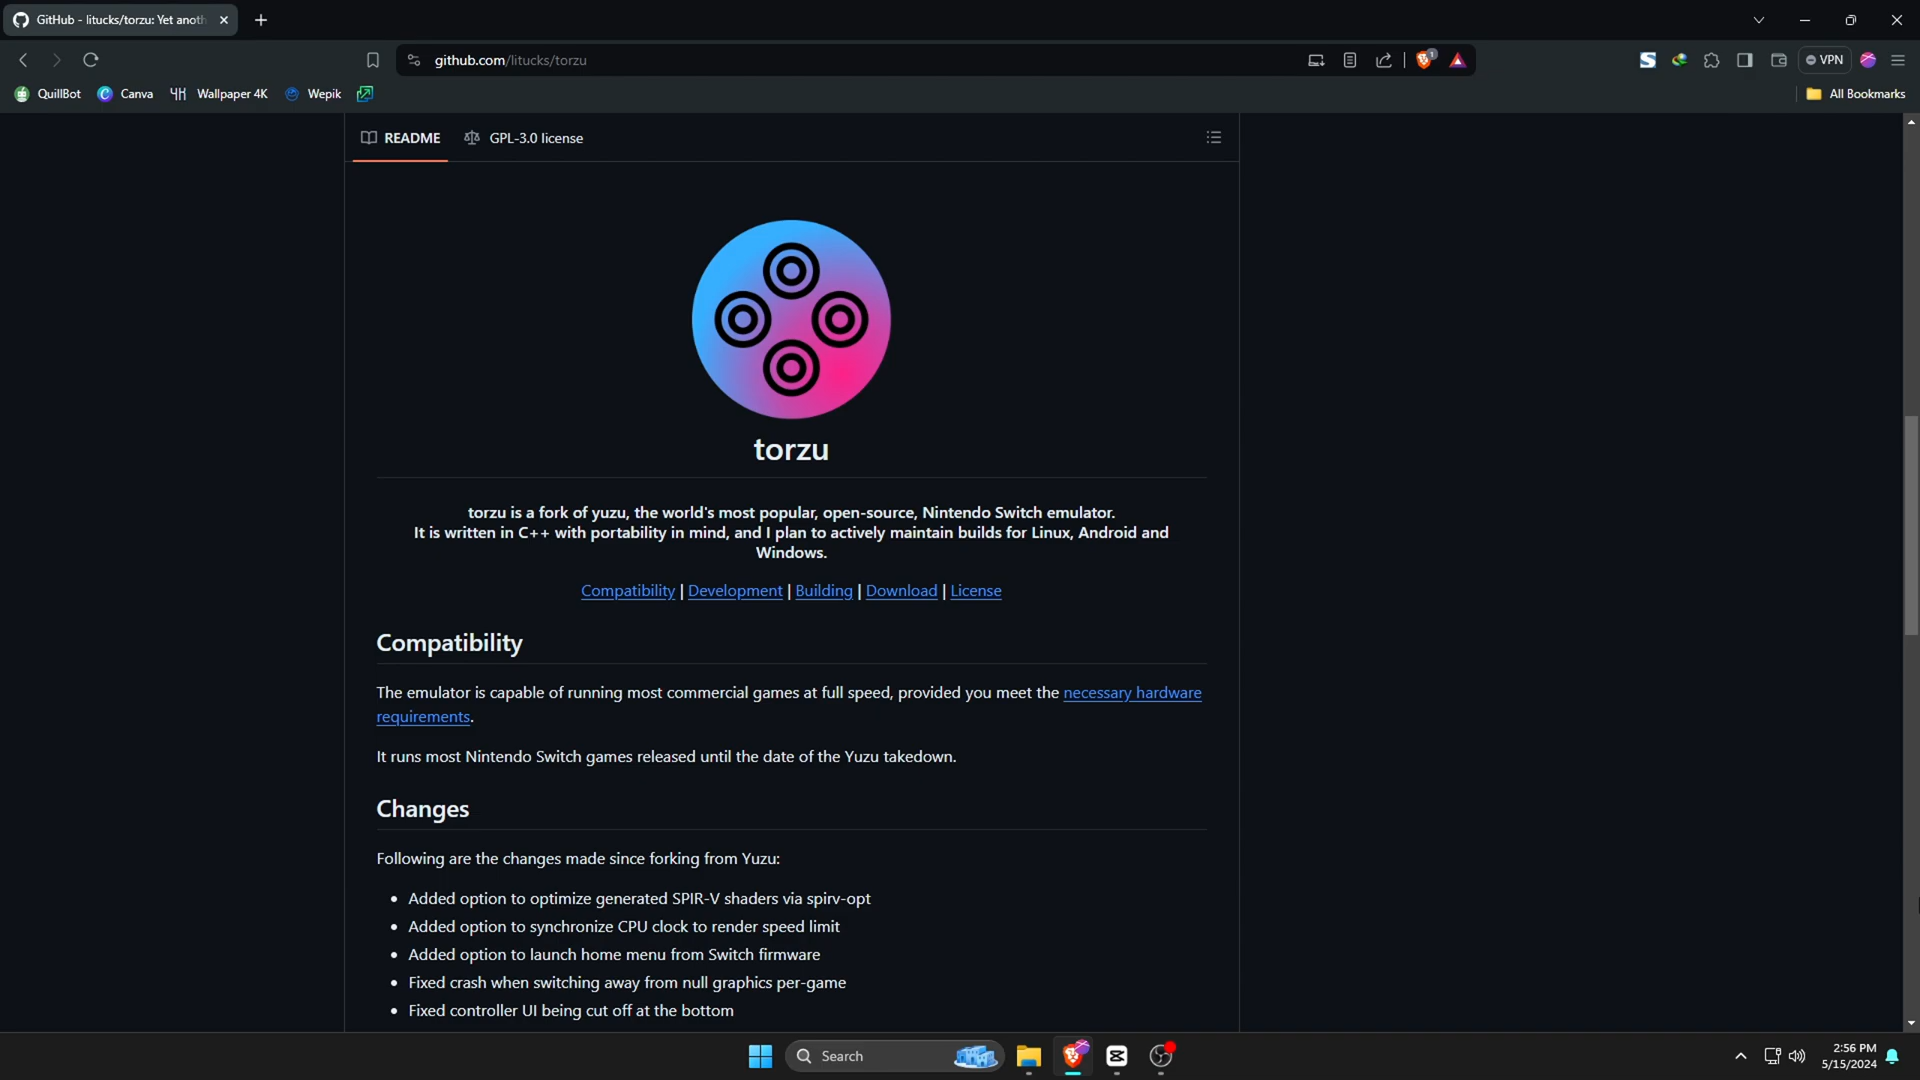 GitHub - litucks/torzu: Yet anoth
github.com/litucks/torzu
1
VPN
QuillBot
Canva
Wallpaper 4K
Wepik
All Bookmarks
README
GPL-3.0 license
torzu
torzu is a fork of yuzu, the world's most popular, open-source, Nintendo Switch emulator.
It is written in C++ with portability in mind, and I plan to actively maintain builds for Linux, Android and
Windows.
Compatibility | Development | Building | Download | License
Compatibility
The emulator is capable of running most commercial games at full speed, provided you meet the necessary hardware
requirements.
It runs most Nintendo Switch games released until the date of the Yuzu takedown.
Changes
Following are the changes made since forking from Yuzu:
• Added option to optimize generated SPIR-V shaders via spirv-opt
• Added option to synchronize CPU clock to render speed limit
• Added option to launch home menu from Switch firmware
• Fixed crash when switching away from null graphics per-game
• Fixed controller UI being cut off at the bottom
Search
2:56 PM
5/15/2024